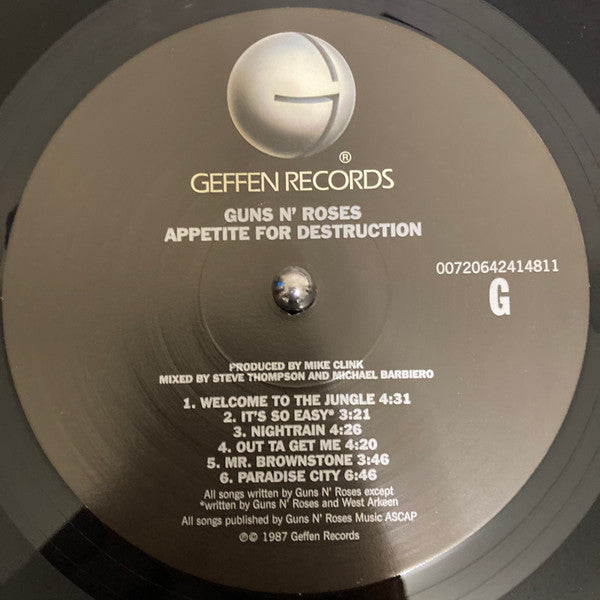 ®
GEFFEN RECORDS
GUNS N' ROSES
APPETITE FOR DESTRUCTION
00720642414811
G
PRODUCED BY MIKE CLINK
MIXED BY STEVE THOMPSON AND MICHAEL BARBIERO
1. WELCOME TO THE JUNGLE 4:31
2. IT'S SO EASY* 3:21
3. NIGHTRAIN 4:26
4. OUT TA GET ME 4:20
5. MR. BROWNSTONE 3:46
6. PARADISE CITY 6:46
All songs written by Guns N' Roses except
*written by Guns N' Roses and West Arkeen
All songs published by Guns N' Roses Music ASCAP
℗© 1987 Geffen Records